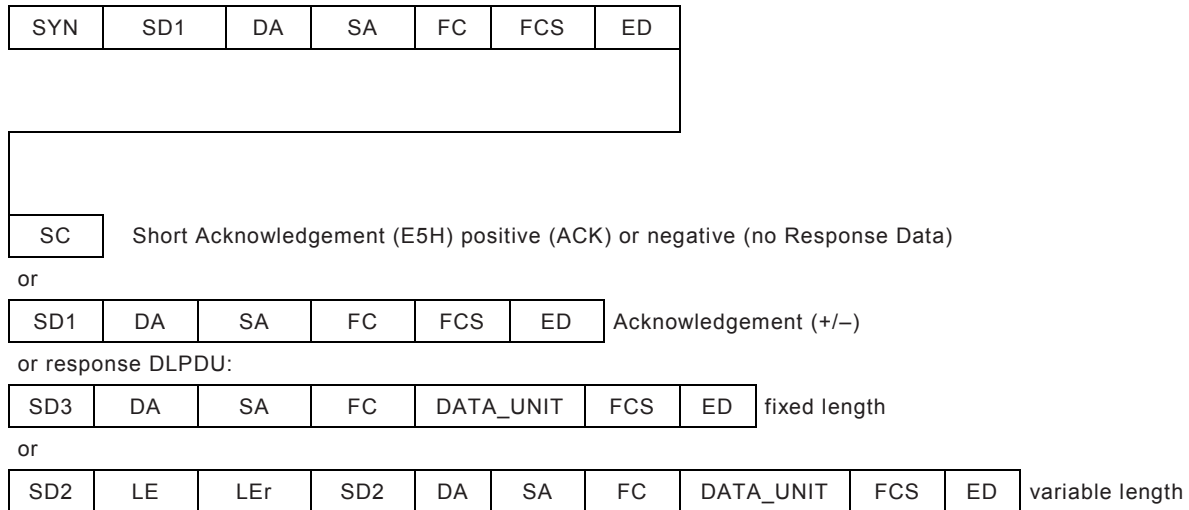 SYN SD1 DA SA FC FCS ED
SC Short Acknowledgement (E5H) positive (ACK) or negative (no Response Data)
or
SD1 DA SA FC FCS ED Acknowledgement (+/–)
or response DLPDU:
SD3 DA SA FC DATA_UNIT FCS ED fixed length
or
SD2 LE LEr SD2 DA SA FC DATA_UNIT FCS ED variable length